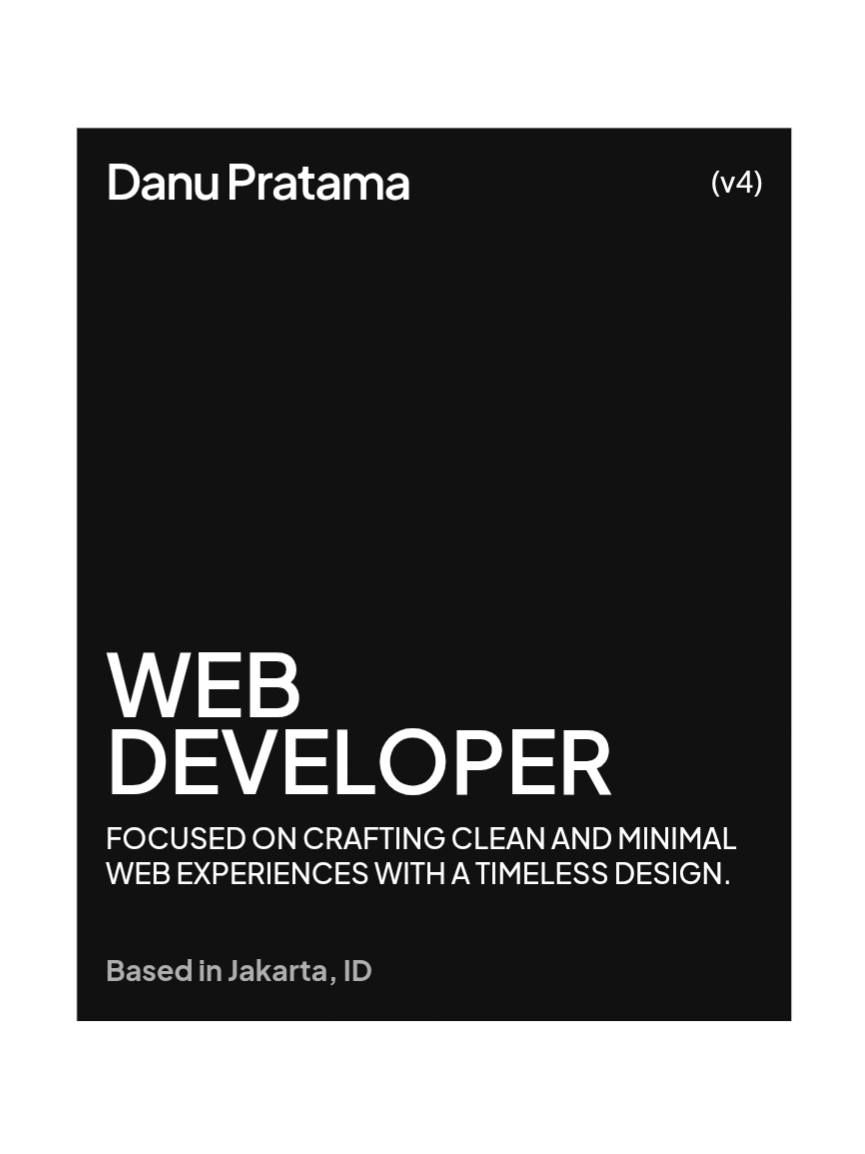 Danu Pratama
(v4)
WEB
DEVELOPER
FOCUSED ON CRAFTING CLEAN AND MINIMAL
WEB EXPERIENCES WITH A TIMELESS DESIGN.
Based in Jakarta, ID